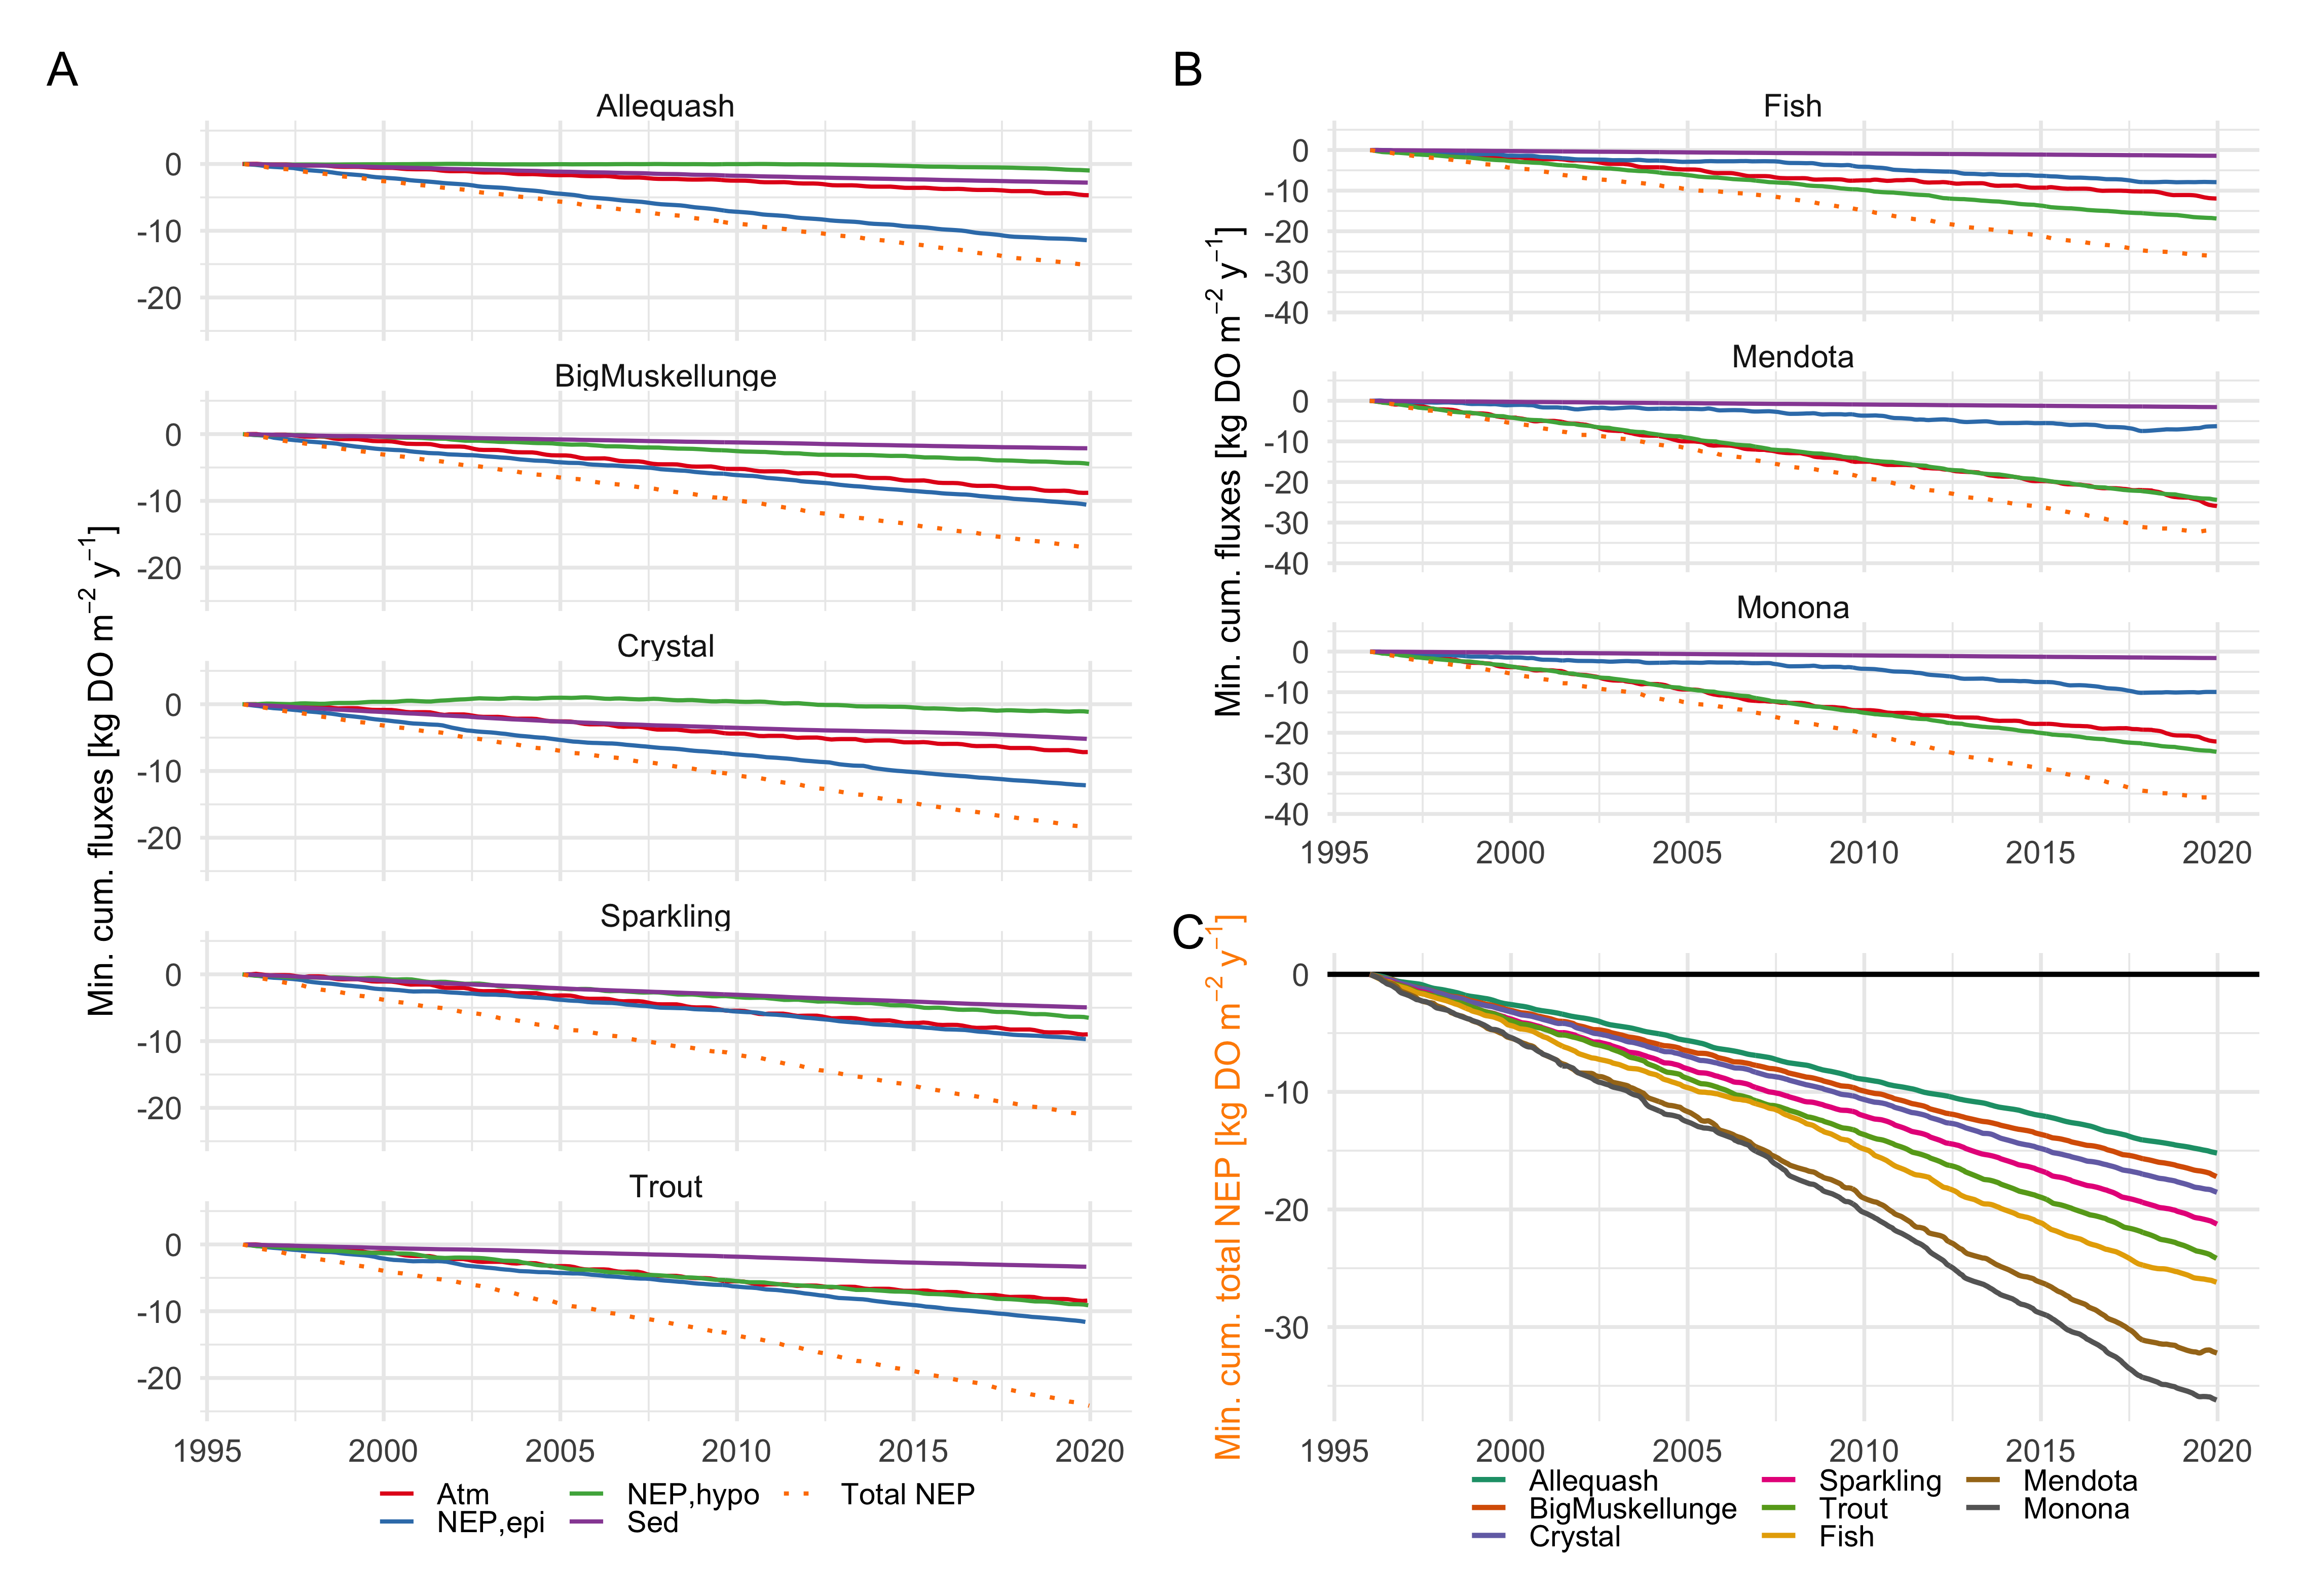 A
Min. cum. fluxes [kg DO m⁻² y⁻¹]
Allequash
0
-10
-20
BigMuskellunge
0
-10
-20
Crystal
0
-10
-20
Sparkling
0
-10
-20
Trout
0
-10
-20
1995 2000 2005 2010 2015 2020
Atm NEP,hypo Total NEP
NEP,epi Sed
B
Min. cum. fluxes [kg DO m⁻² y⁻¹]
Fish
0
-10
-20
-30
-40
Mendota
0
-10
-20
-30
-40
Monona
0
-10
-20
-30
-40
1995 2000 2005 2010 2015 2020
C
Min. cum. total NEP [kg DO m⁻² y⁻¹]
0
-10
-20
-30
1995 2000 2005 2010 2015 2020
Allequash Sparkling Mendota
BigMuskellunge Trout Monona
Crystal Fish